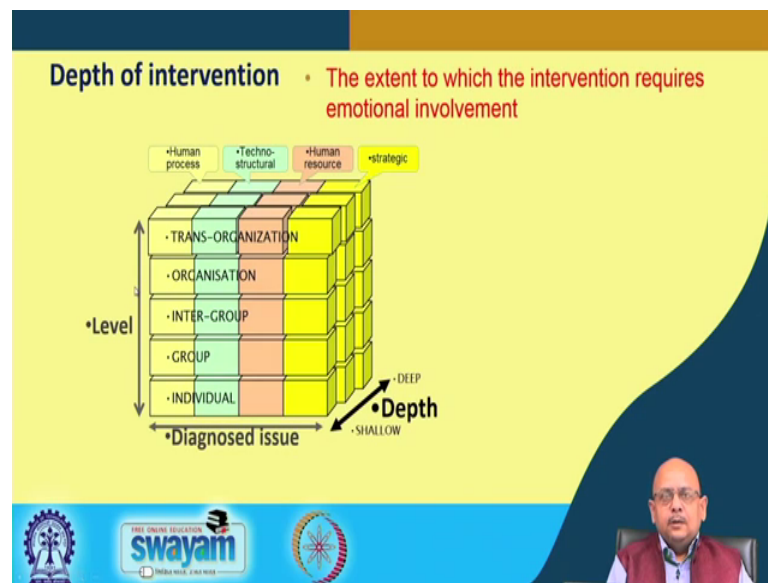 Depth of intervention
• The extent to which the intervention requires
emotional involvement
•Human
process
•Techno-
structural
•Human
resource
•strategic
•TRANS-ORGANIZATION
•ORGANISATION
•INTER-GROUP
•GROUP
•INDIVIDUAL
•Level
•DEEP
•Depth
•SHALLOW
•Diagnosed issue
FREE ONLINE EDUCATION
swayam